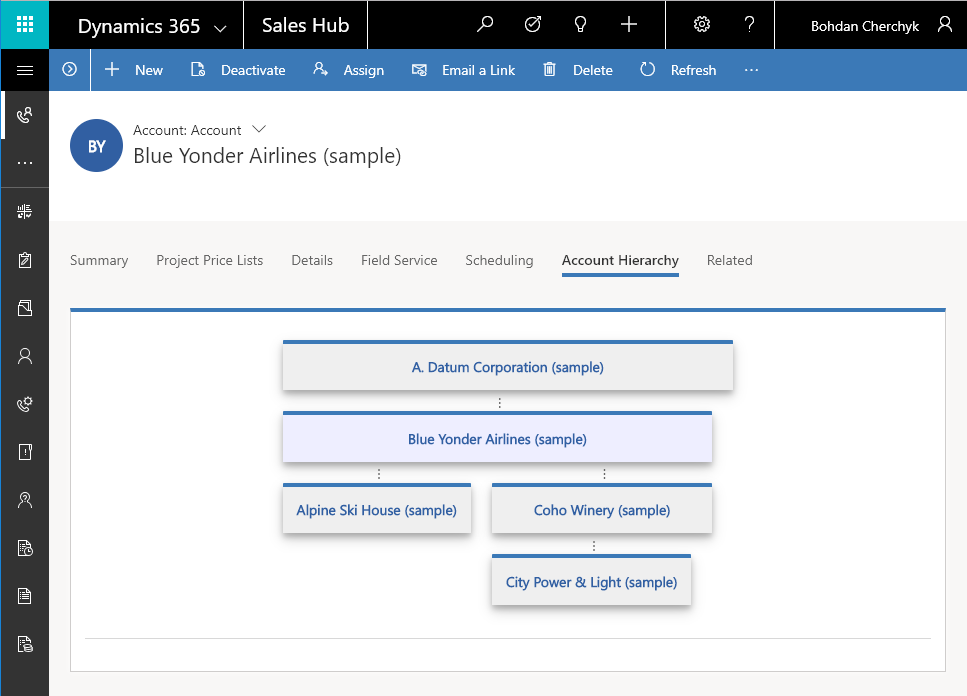 Dynamics 365 Sales Hub ? Bohdan Cherchyk
New Deactivate Assign Email a Link Delete Refresh ...
BY
Account: Account
Blue Yonder Airlines (sample)
Summary Project Price Lists Details Field Service Scheduling Account Hierarchy Related
A. Datum Corporation (sample)
Blue Yonder Airlines (sample)
Alpine Ski House (sample) Coho Winery (sample)
City Power & Light (sample)